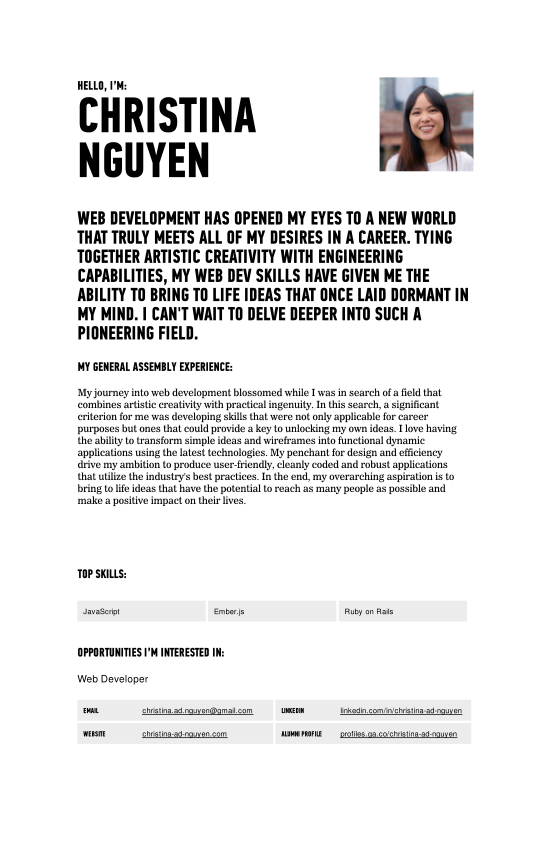 HELLO, I'M:
CHRISTINA
NGUYEN
WEB DEVELOPMENT HAS OPENED MY EYES TO A NEW WORLD
THAT TRULY MEETS ALL OF MY DESIRES IN A CAREER. TYING
TOGETHER ARTISTIC CREATIVITY WITH ENGINEERING
CAPABILITIES, MY WEB DEV SKILLS HAVE GIVEN ME THE
ABILITY TO BRING TO LIFE IDEAS THAT ONCE LAID DORMANT IN
MY MIND. I CAN'T WAIT TO DELVE DEEPER INTO SUCH A
PIONEERING FIELD.
MY GENERAL ASSEMBLY EXPERIENCE:
My journey into web development blossomed while I was in search of a field that
combines artistic creativity with practical ingenuity. In this search, a significant
criterion for me was developing skills that were not only applicable for career
purposes but ones that could provide a key to unlocking my own ideas. I love having
the ability to transform simple ideas and wireframes into functional dynamic
applications using the latest technologies. My penchant for design and efficiency
drive my ambition to produce user-friendly, cleanly coded and robust applications
that utilize the industry's best practices. In the end, my overarching aspiration is to
bring to life ideas that have the potential to reach as many people as possible and
make a positive impact on their lives.
TOP SKILLS:
JavaScript Ember.js Ruby on Rails
OPPORTUNITIES I'M INTERESTED IN:
Web Developer
EMAIL christina.ad.nguyen@gmail.com LINKEDIN linkedin.com/in/christina-ad-nguyen
WEBSITE christina-ad-nguyen.com ALUMNI PROFILE profiles.ga.co/christina-ad-nguyen